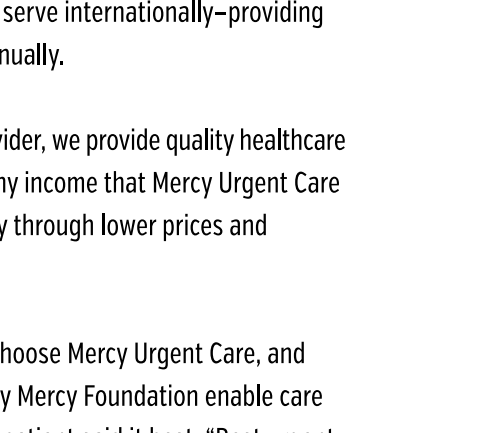 serve internationally–providing
nually.
vider, we provide quality healthcare
ny income that Mercy Urgent Care
y through lower prices and
hoose Mercy Urgent Care, and
y Mercy Foundation enable care